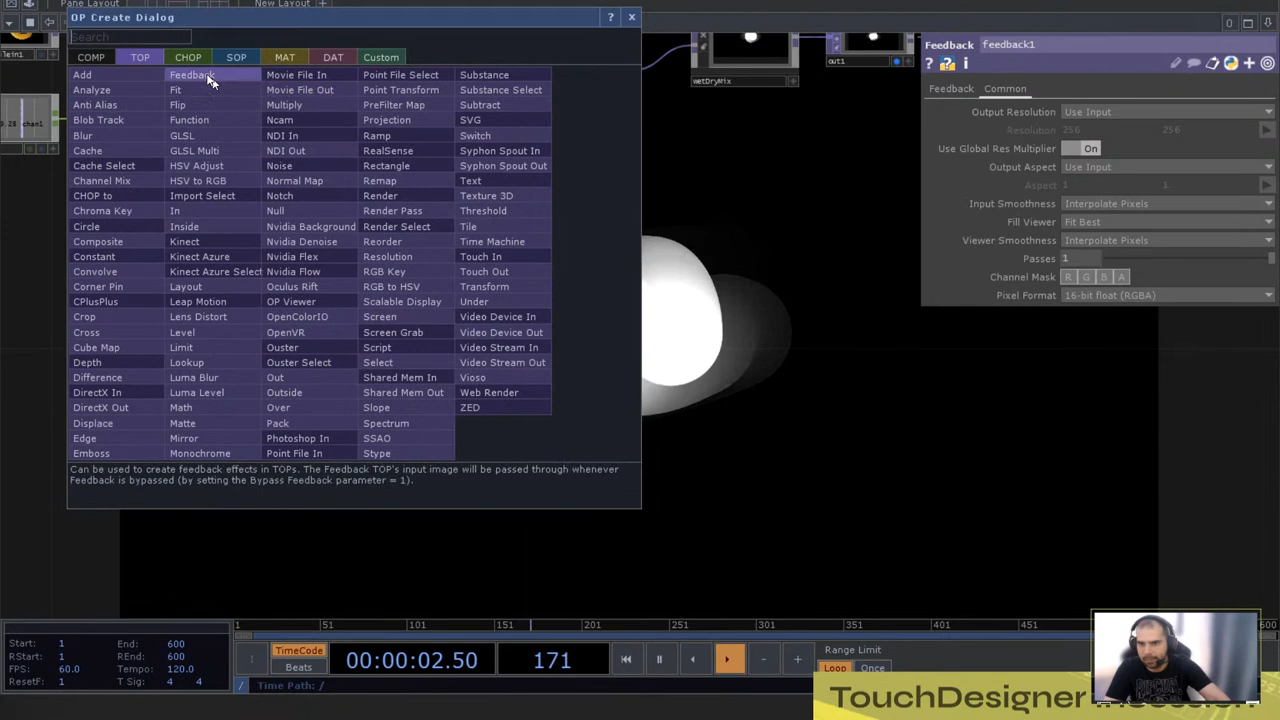 Pane Layout
New Layout +
OP Create Dialog ? x
Search
COMP TOP CHOP SOP MAT DAT Custom
Add Feedback Movie File In Point File Select Substance
Analyze Fit Movie File Out Point Transform Substance Select
Anti Alias Flip Multiply PreFilter Map Subtract
Blob Track Function Ncam Projection SVG
Blur GLSL NDI In Ramp Switch
Cache GLSL Multi NDI Out RealSense Syphon Spout In
Cache Select HSV Adjust Noise Rectangle Syphon Spout Out
Channel Mix HSV to RGB Normal Map Remap Text
CHOP to Import Select Notch Render Texture 3D
Chroma Key In Null Render Pass Threshold
Circle Inside Nvidia Background Render Select Tile
Composite Kinect Nvidia Denoise Reorder Time Machine
Constant Kinect Azure Nvidia Flex Resolution Touch In
Convolve Kinect Azure Select Nvidia Flow RGB Key Touch Out
Corner Pin Layout Oculus Rift RGB to HSV Transform
CPlusPlus Leap Motion OP Viewer Scalable Display Under
Crop Lens Distort OpenColorIO Screen Video Device In
Cross Level OpenVR Screen Grab Video Device Out
Cube Map Limit Ouster Script Video Stream In
Depth Lookup Ouster Select Select Video Stream Out
Difference Luma Blur Out Shared Mem In Vioso
DirectX In Luma Level Outside Shared Mem Out Web Render
DirectX Out Math Over Slope ZED
Displace Matte Pack Spectrum
Edge Mirror Photoshop In SSAO
Emboss Monochrome Point File In Stype
Can be used to create feedback effects in TOPs. The Feedback TOP's input image will be passed through whenever
Feedback is bypassed (by setting the Bypass Feedback parameter = 1).
chan1
wetDryMix
out1
Feedback feedback1
Feedback Common
Output Resolution Use Input
Resolution 256 256
Use Global Res Multiplier On
Output Aspect Use Input
Aspect 1 1
Input Smoothness Interpolate Pixels
Fill Viewer Fit Best
Viewer Smoothness Interpolate Pixels
Passes 1
Channel Mask R G B A
Pixel Format 16-bit float (RGBA)
Start: 1 End: 600
RStart: 1 REnd: 600
FPS: 60.0 Tempo: 120.0
ResetF: 1 T Sig: 4 4
1 51 101 151 201 251 301 351 401 451
TimeCode
Beats
00:00:02.50 171
Range Limit
Loop Once
/ Time Path: /
TouchDesigner
RIP CURL